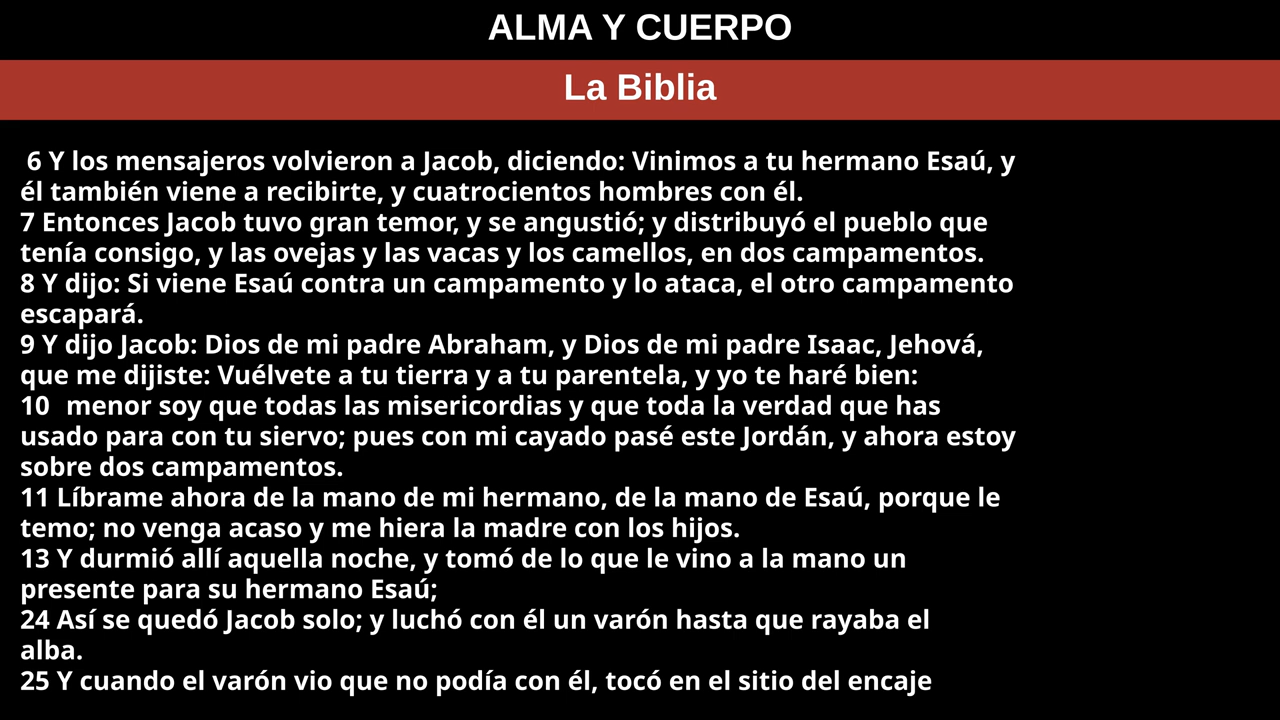 ALMA Y CUERPO
La Biblia
6 Y los mensajeros volvieron a Jacob, diciendo: Vinimos a tu hermano Esaú, y
él también viene a recibirte, y cuatrocientos hombres con él.
7 Entonces Jacob tuvo gran temor, y se angustió; y distribuyó el pueblo que
tenía consigo, y las ovejas y las vacas y los camellos, en dos campamentos.
8 Y dijo: Si viene Esaú contra un campamento y lo ataca, el otro campamento
escapará.
9 Y dijo Jacob: Dios de mi padre Abraham, y Dios de mi padre Isaac, Jehová,
que me dijiste: Vuélvete a tu tierra y a tu parentela, y yo te haré bien:
10 menor soy que todas las misericordias y que toda la verdad que has
usado para con tu siervo; pues con mi cayado pasé este Jordán, y ahora estoy
sobre dos campamentos.
11 Líbrame ahora de la mano de mi hermano, de la mano de Esaú, porque le
temo; no venga acaso y me hiera la madre con los hijos.
13 Y durmió allí aquella noche, y tomó de lo que le vino a la mano un
presente para su hermano Esaú;
24 Así se quedó Jacob solo; y luchó con él un varón hasta que rayaba el
alba.
25 Y cuando el varón vio que no podía con él, tocó en el sitio del encaje